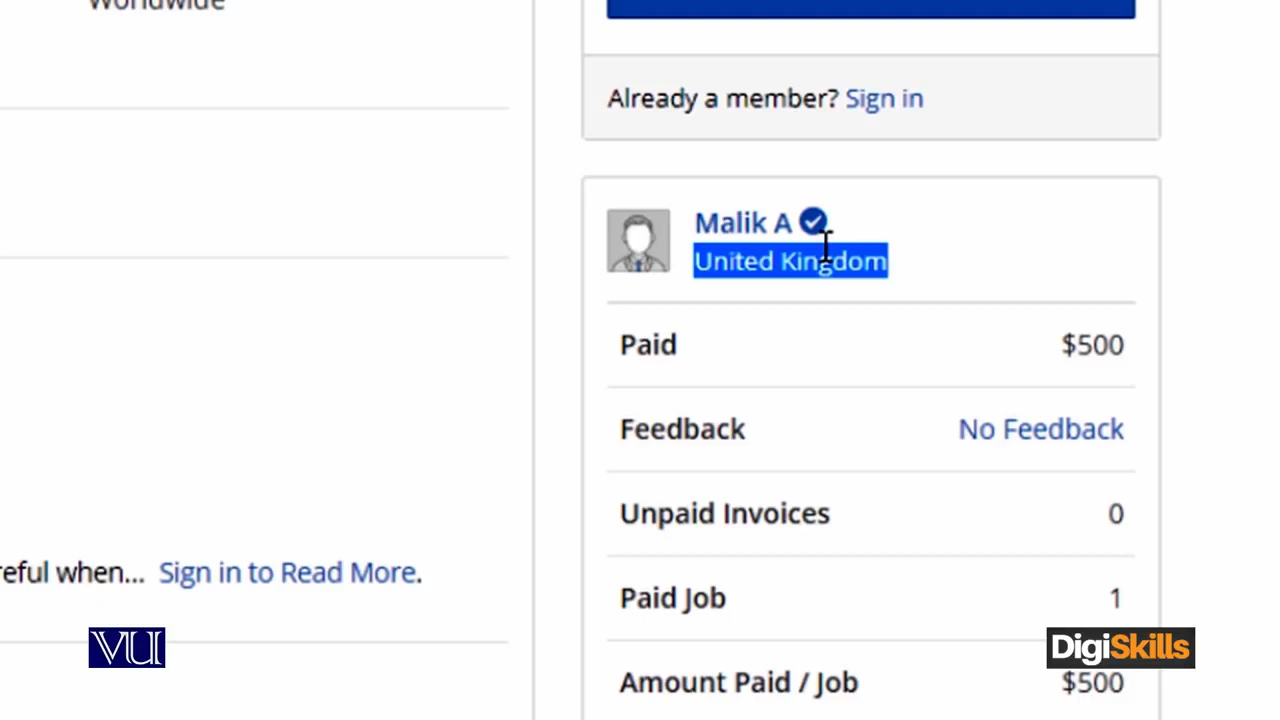 Worldwide
Already a member? Sign in
Malik A
United Kingdom
Paid $500
Feedback No Feedback
Unpaid Invoices 0
when... Sign in to Read More.
Paid Job 1
VU
DigiSkills
Amount Paid / Job $500